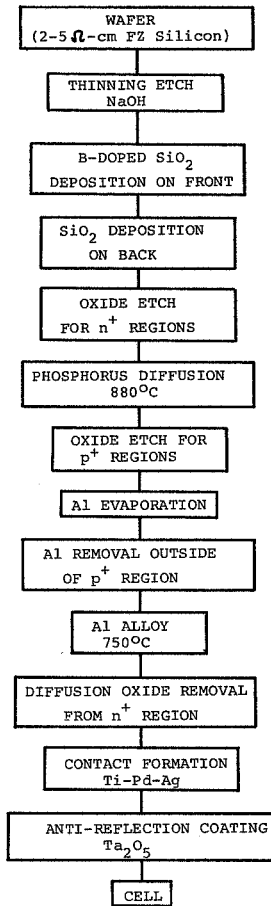 WAFER
(2-5 Ω-cm FZ Silicon)
THINNING ETCH
NaOH
B-DOPED SiO₂
DEPOSITION ON FRONT
SiO₂ DEPOSITION
ON BACK
OXIDE ETCH
FOR n⁺ REGIONS
PHOSPHORUS DIFFUSION
880°C
OXIDE ETCH FOR
p⁺ REGIONS
Al EVAPORATION
Al REMOVAL OUTSIDE
OF p⁺ REGION
Al ALLOY
750°C
DIFFUSION OXIDE REMOVAL
FROM n⁺ REGION
CONTACT FORMATION
Ti-Pd-Ag
ANTI-REFLECTION COATING
Ta₂O₅
CELL